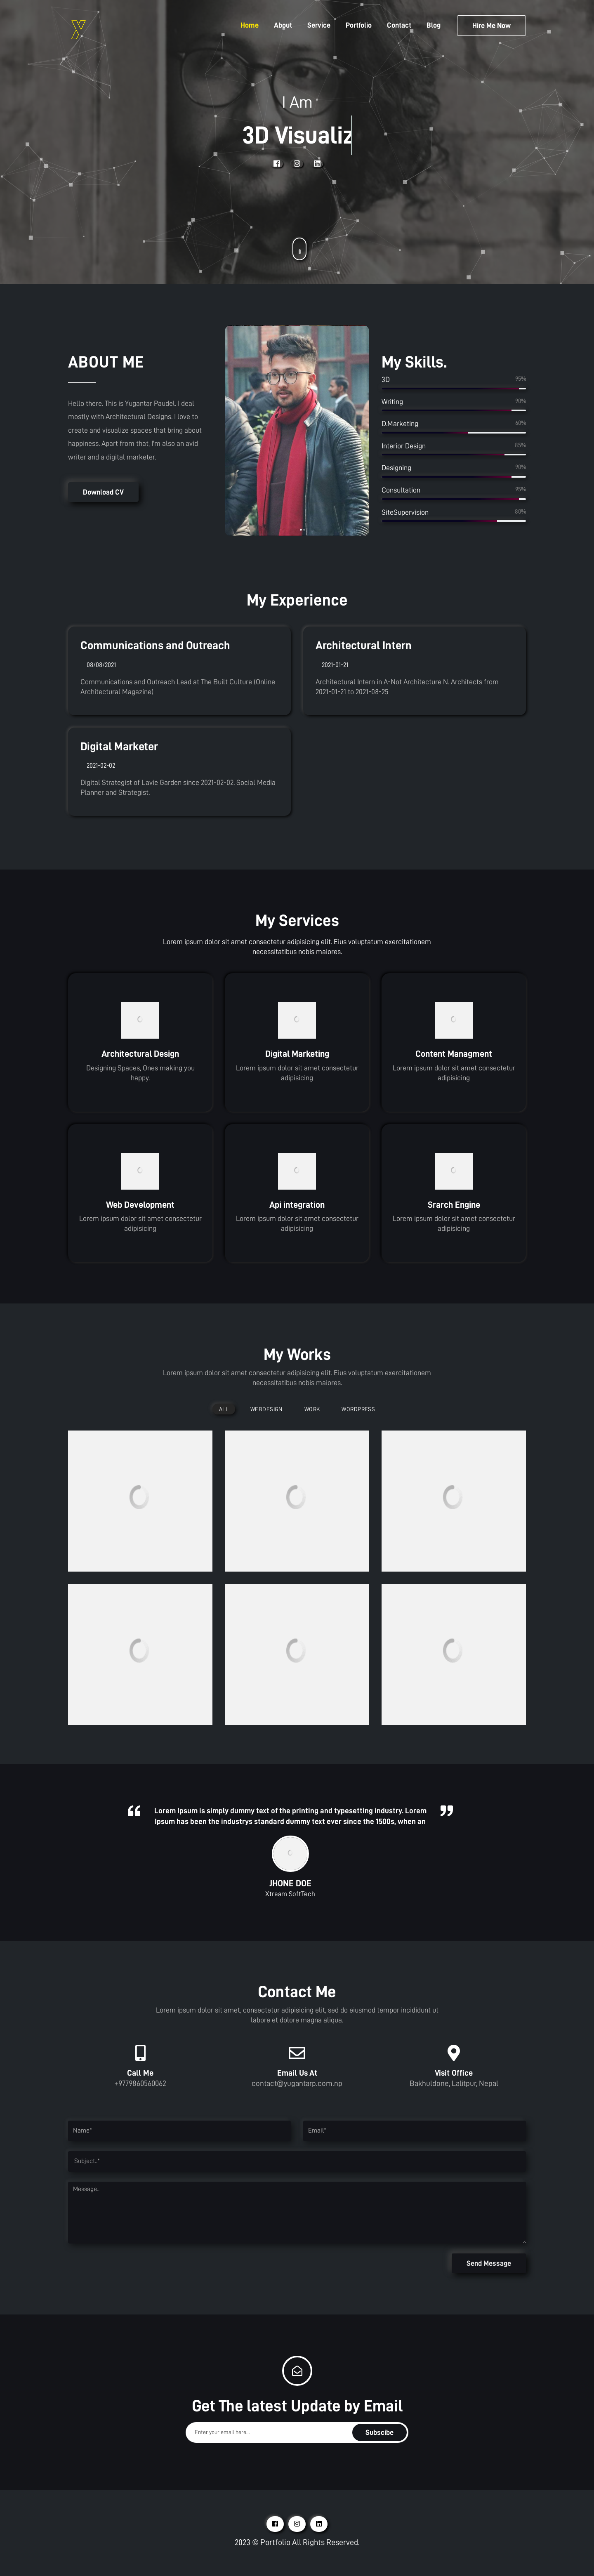 Home About Service Portfolio Contact Blog Hire Me Now
I Am
3D Visualiz
ABOUT ME
Hello there. This is Yugantar Paudel. I deal
mostly with Architectural Designs. I love to
create and visualize spaces that bring about
happiness. Apart from that, I'm also an avid
writer and a digital marketer.
Download CV
My Skills.
3D 95%
Writing 90%
D.Marketing 60%
Interior Design 85%
Designing 90%
Consultation 95%
SiteSupervision 80%
My Experience
Communications and Outreach
08/08/2021
Communications and Outreach Lead at The Built Culture (Online
Architectural Magazine)
Architectural Intern
2021-01-21
Architectural Intern in A-Not Architecture N. Architects from
2021-01-21 to 2021-08-25
Digital Marketer
2021-02-02
Digital Strategist of Lavie Garden since 2021-02-02. Social Media
Planner and Strategist.
My Services
Lorem ipsum dolor sit amet consectetur adipisicing elit. Eius voluptatum exercitationem
necessitatibus nobis maiores.
Architectural Design
Designing Spaces, Ones making you
happy.
Digital Marketing
Lorem ipsum dolor sit amet consectetur
adipisicing
Content Managment
Lorem ipsum dolor sit amet consectetur
adipisicing
Web Development
Lorem ipsum dolor sit amet consectetur
adipisicing
Api integration
Lorem ipsum dolor sit amet consectetur
adipisicing
Srarch Engine
Lorem ipsum dolor sit amet consectetur
adipisicing
My Works
Lorem ipsum dolor sit amet consectetur adipisicing elit. Eius voluptatum exercitationem
necessitatibus nobis maiores.
ALL WEBDESIGN WORK WORDPRESS
Lorem Ipsum is simply dummy text of the printing and typesetting industry. Lorem
Ipsum has been the industrys standard dummy text ever since the 1500s, when an
JHONE DOE
Xtream SoftTech
Contact Me
Lorem ipsum dolor sit amet, consectetur adipisicing elit, sed do eiusmod tempor incididunt ut
labore et dolore magna aliqua.
Call Me
+9779860560062
Email Us At
contact@yugantarp.com.np
Visit Office
Bakhuldone, Lalitpur, Nepal
Name*
Email*
Subject..*
Message..
Send Message
Get The latest Update by Email
Enter your email here...
Subscibe
2023 © Portfolio All Rights Reserved.